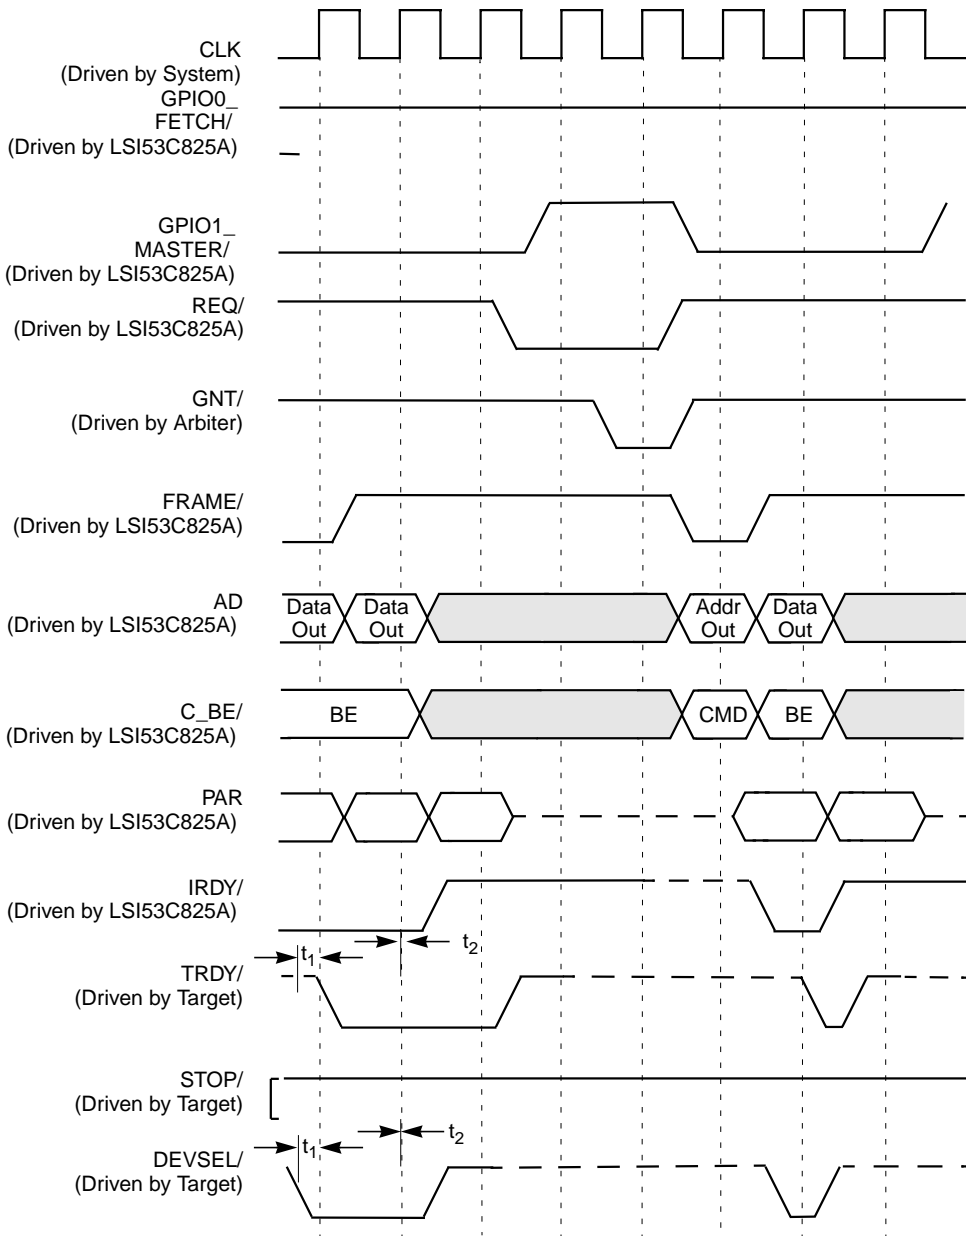 CLK
(Driven by System)
GPIO0_
FETCH/
(Driven by LSI53C825A)
GPIO1_
MASTER/
(Driven by LSI53C825A)
REQ/
(Driven by LSI53C825A)
GNT/
(Driven by Arbiter)
FRAME/
(Driven by LSI53C825A)
AD
(Driven by LSI53C825A)
Data Out
Data Out
Addr Out
Data Out
C_BE/
(Driven by LSI53C825A)
BE
CMD
BE
PAR
(Driven by LSI53C825A)
IRDY/
(Driven by LSI53C825A)
t1
t2
TRDY/
(Driven by Target)
STOP/
(Driven by Target)
t1
t2
DEVSEL/
(Driven by Target)